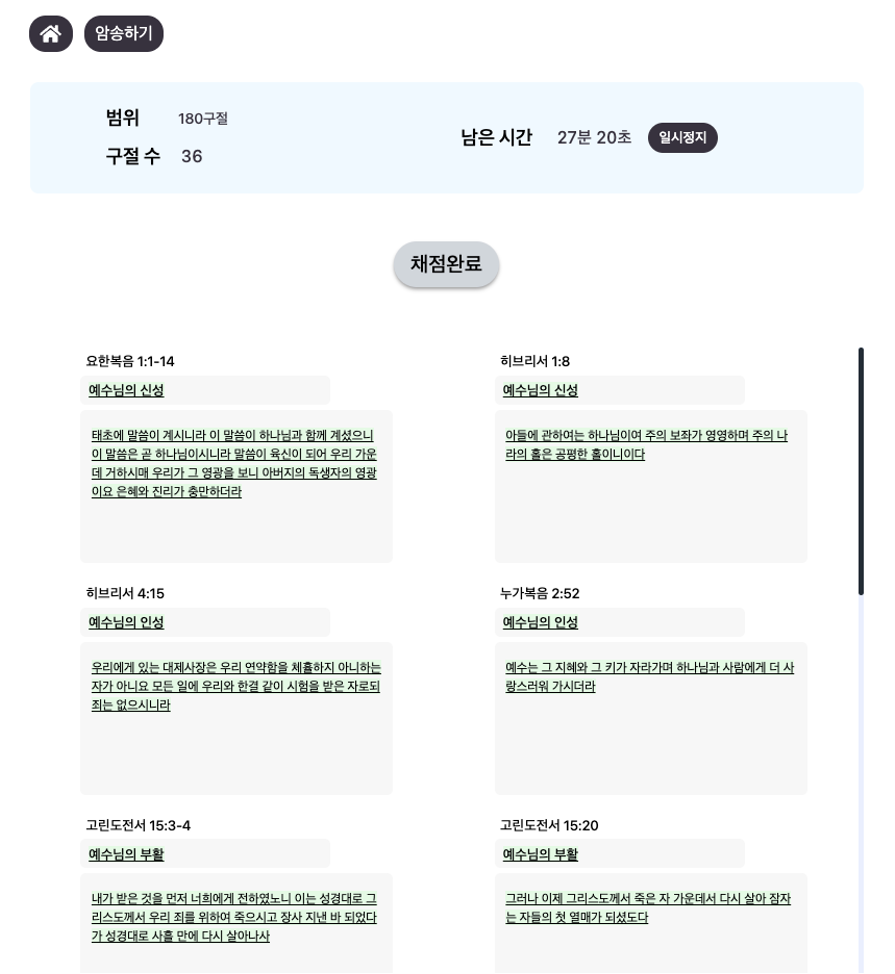 암송하기
범위 180구절
구절 수 36
남은 시간 27분 20초 일시정지
채점완료
요한복음 1:1-14
예수님의 신성
태초에 말씀이 계시니라 이 말씀이 하나님과 함께 계셨으니
이 말씀은 곧 하나님이시니라 말씀이 육신이 되어 우리 가운
데 거하시매 우리가 그 영광을 보니 아버지의 독생자의 영광
이요 은혜와 진리가 충만하더라
히브리서 1:8
예수님의 신성
아들에 관하여는 하나님이여 주의 보좌가 영영하며 주의 나
라의 홀은 공평한 홀이니이다
히브리서 4:15
예수님의 인성
우리에게 있는 대제사장은 우리 연약함을 체휼하지 아니하는
자가 아니요 모든 일에 우리와 한결 같이 시험을 받은 자로되
죄는 없으시니라
누가복음 2:52
예수님의 인성
예수는 그 지혜와 그 키가 자라가며 하나님과 사람에게 더 사
랑스러워 가시더라
고린도전서 15:3-4
예수님의 부활
내가 받은 것을 먼저 너희에게 전하였노니 이는 성경대로 그
리스도께서 우리 죄를 위하여 죽으시고 장사 지낸 바 되었다
가 성경대로 사흘 만에 다시 살아나사
고린도전서 15:20
예수님의 부활
그러나 이제 그리스도께서 죽은 자 가운데서 다시 살아 잠자
는 자들의 첫 열매가 되셨도다